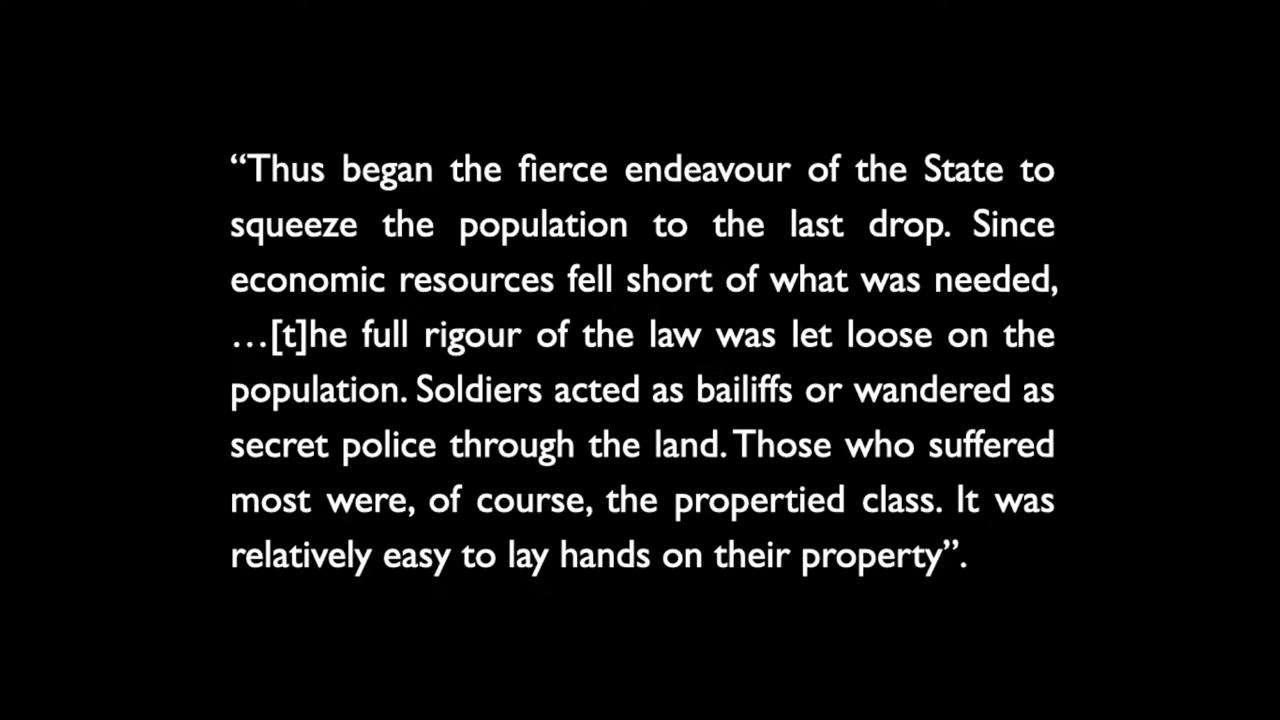 “Thus began the fierce endeavour of the State to
squeeze the population to the last drop. Since
economic resources fell short of what was needed,
…[t]he full rigour of the law was let loose on the
population. Soldiers acted as bailiffs or wandered as
secret police through the land. Those who suffered
most were, of course, the propertied class. It was
relatively easy to lay hands on their property”.